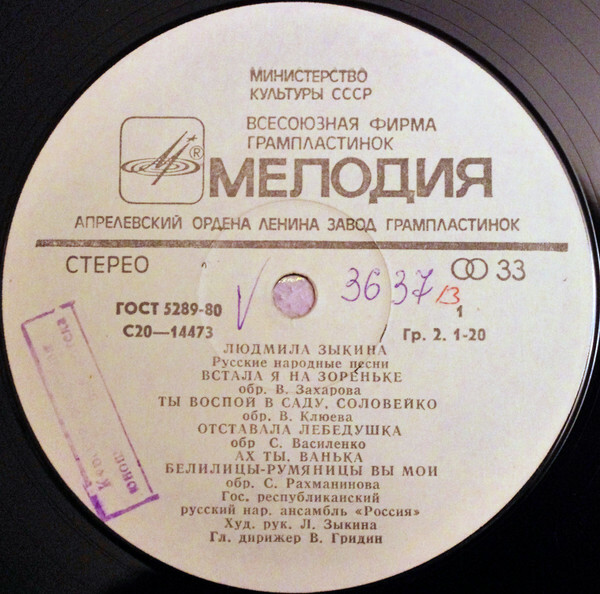 МИНИСТЕРСТВО
КУЛЬТУРЫ СССР
ВСЕСОЮЗНАЯ ФИРМА
ГРАМПЛАСТИНОК
® МЕЛОДИЯ
АПРЕЛЕВСКИЙ ОРДЕНА ЛЕНИНА ЗАВОД ГРАМПЛАСТИНОК
СТЕРЕО
33
V 3637
ГОСТ 5289-80
1
С20—14473
Гр. 2. 1-20
ЛЮДМИЛА ЗЫКИНА
Русские народные песни
ВСТАЛА Я НА ЗОРЕНЬКЕ
обр. В. Захарова
ТЫ ВОСПОЙ В САДУ, СОЛОВЕЙКО
обр. В. Клюева
ОТСТАВАЛА ЛЕБЕДУШКА
обр С. Василенко
АХ ТЫ, ВАНЬКА
БЕЛИЛИЦЫ-РУМЯНИЦЫ ВЫ МОИ
обр. С. Рахманинова
Гос. республиканский
русский нар. ансамбль «Россия»
Худ. рук. Л. Зыкина
Гл. дирижер В. Гридин